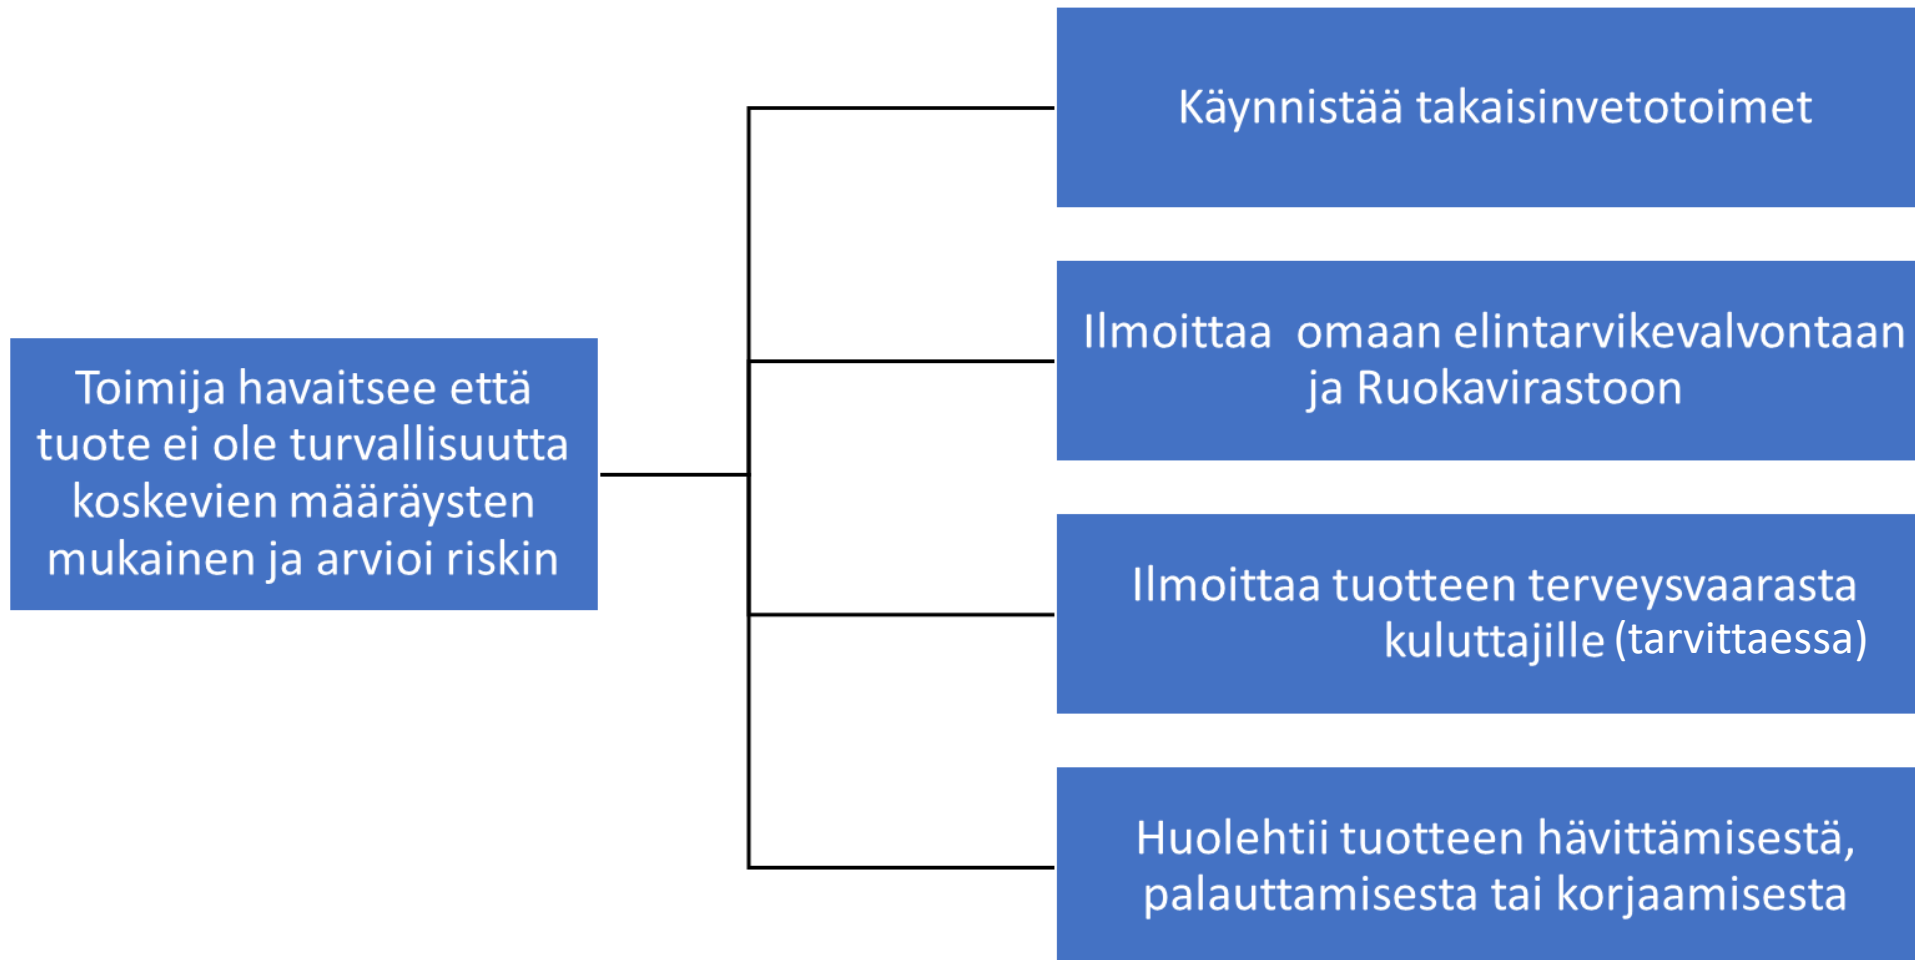 Toimija havaitsee että
tuote ei ole turvallisuutta
koskevien määräysten
mukainen ja arvioi riskin
Käynnistää takaisinvetotoimet
Ilmoittaa  omaan elintarvikevalvontaan
ja Ruokavirastoon
Ilmoittaa tuotteen terveysvaarasta
kuluttajille (tarvittaessa)
Huolehtii tuotteen hävittämisestä,
palauttamisesta tai korjaamisesta